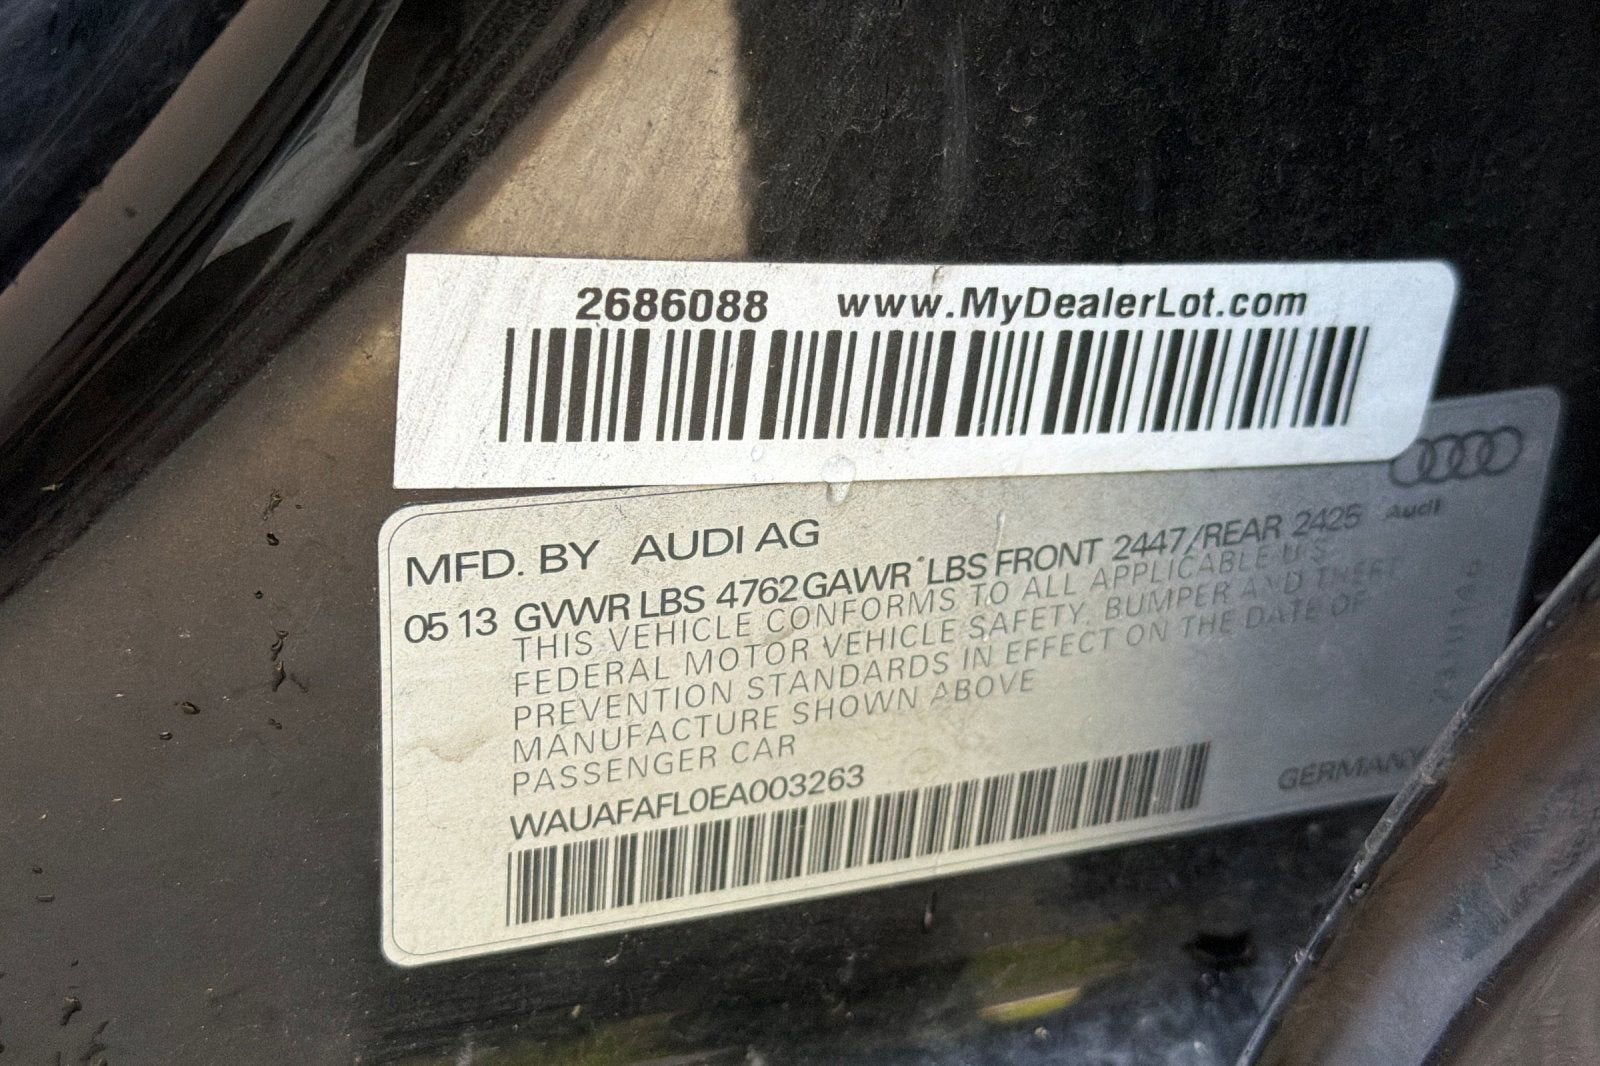 2686088 www.MyDealerLot.com
Audi
MFD. BY AUDI AG
05 13 GVWR LBS 4762 GAWR LBS FRONT 2447/REAR 2425
THIS VEHICLE CONFORMS TO ALL APPLICABLE U.S.
FEDERAL MOTOR VEHICLE SAFETY, BUMPER AND THEFT
PREVENTION STANDARDS IN EFFECT ON THE DATE OF
MANUFACTURE SHOWN ABOVE
PASSENGER CAR
WAUAFAFL0EA003263
GERMANY